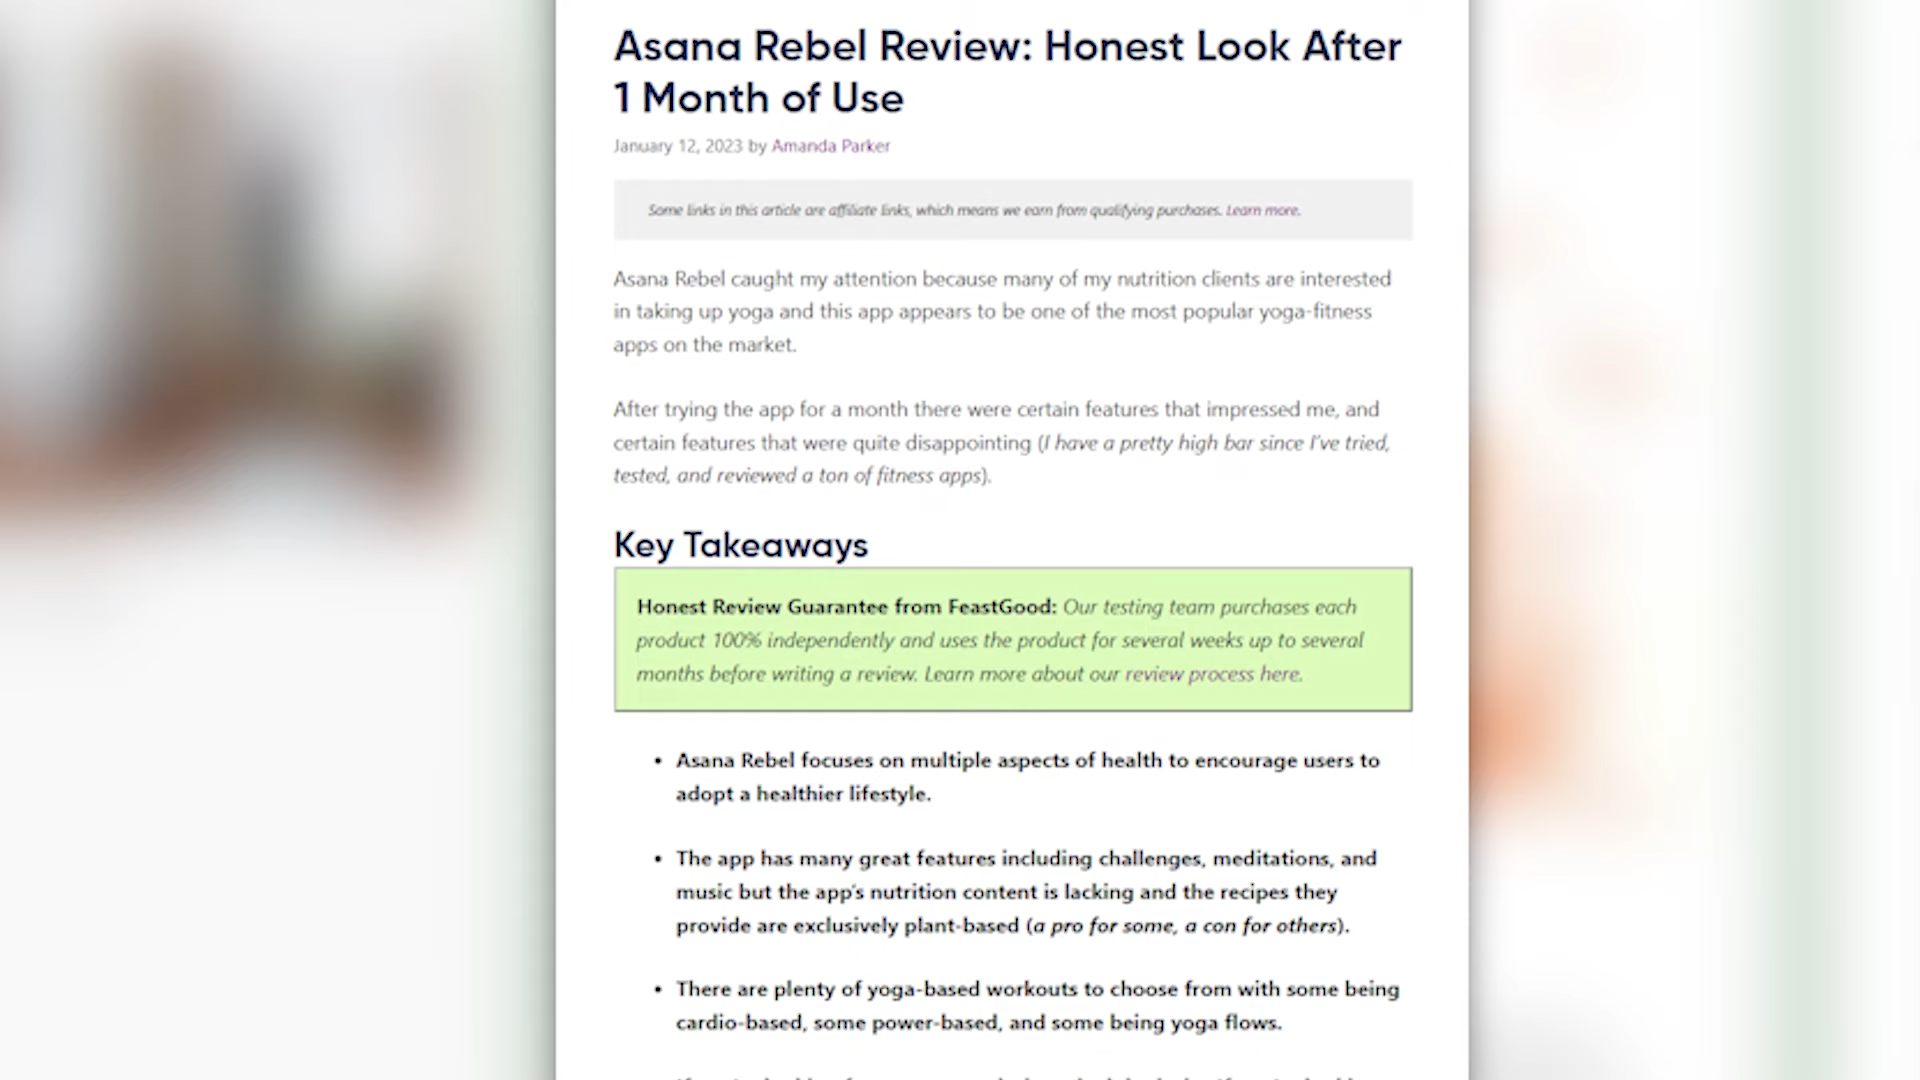 Asana Rebel Review: Honest Look After
1 Month of Use
January 12, 2023 by Amanda Parker
Some links in this article are affiliate links, which means we earn from qualifying purchases. Learn more.
Asana Rebel caught my attention because many of my nutrition clients are interested
in taking up yoga and this app appears to be one of the most popular yoga-fitness
apps on the market.
After trying the app for a month there were certain features that impressed me, and
certain features that were quite disappointing (I have a pretty high bar since I've tried,
tested, and reviewed a ton of fitness apps).
Key Takeaways
Honest Review Guarantee from FeastGood: Our testing team purchases each
product 100% independently and uses the product for several weeks up to several
months before writing a review. Learn more about our review process here.
• Asana Rebel focuses on multiple aspects of health to encourage users to
adopt a healthier lifestyle.
• The app has many great features including challenges, meditations, and
music but the app's nutrition content is lacking and the recipes they
provide are exclusively plant-based (a pro for some, a con for others).
• There are plenty of yoga-based workouts to choose from with some being
cardio-based, some power-based, and some being yoga flows.